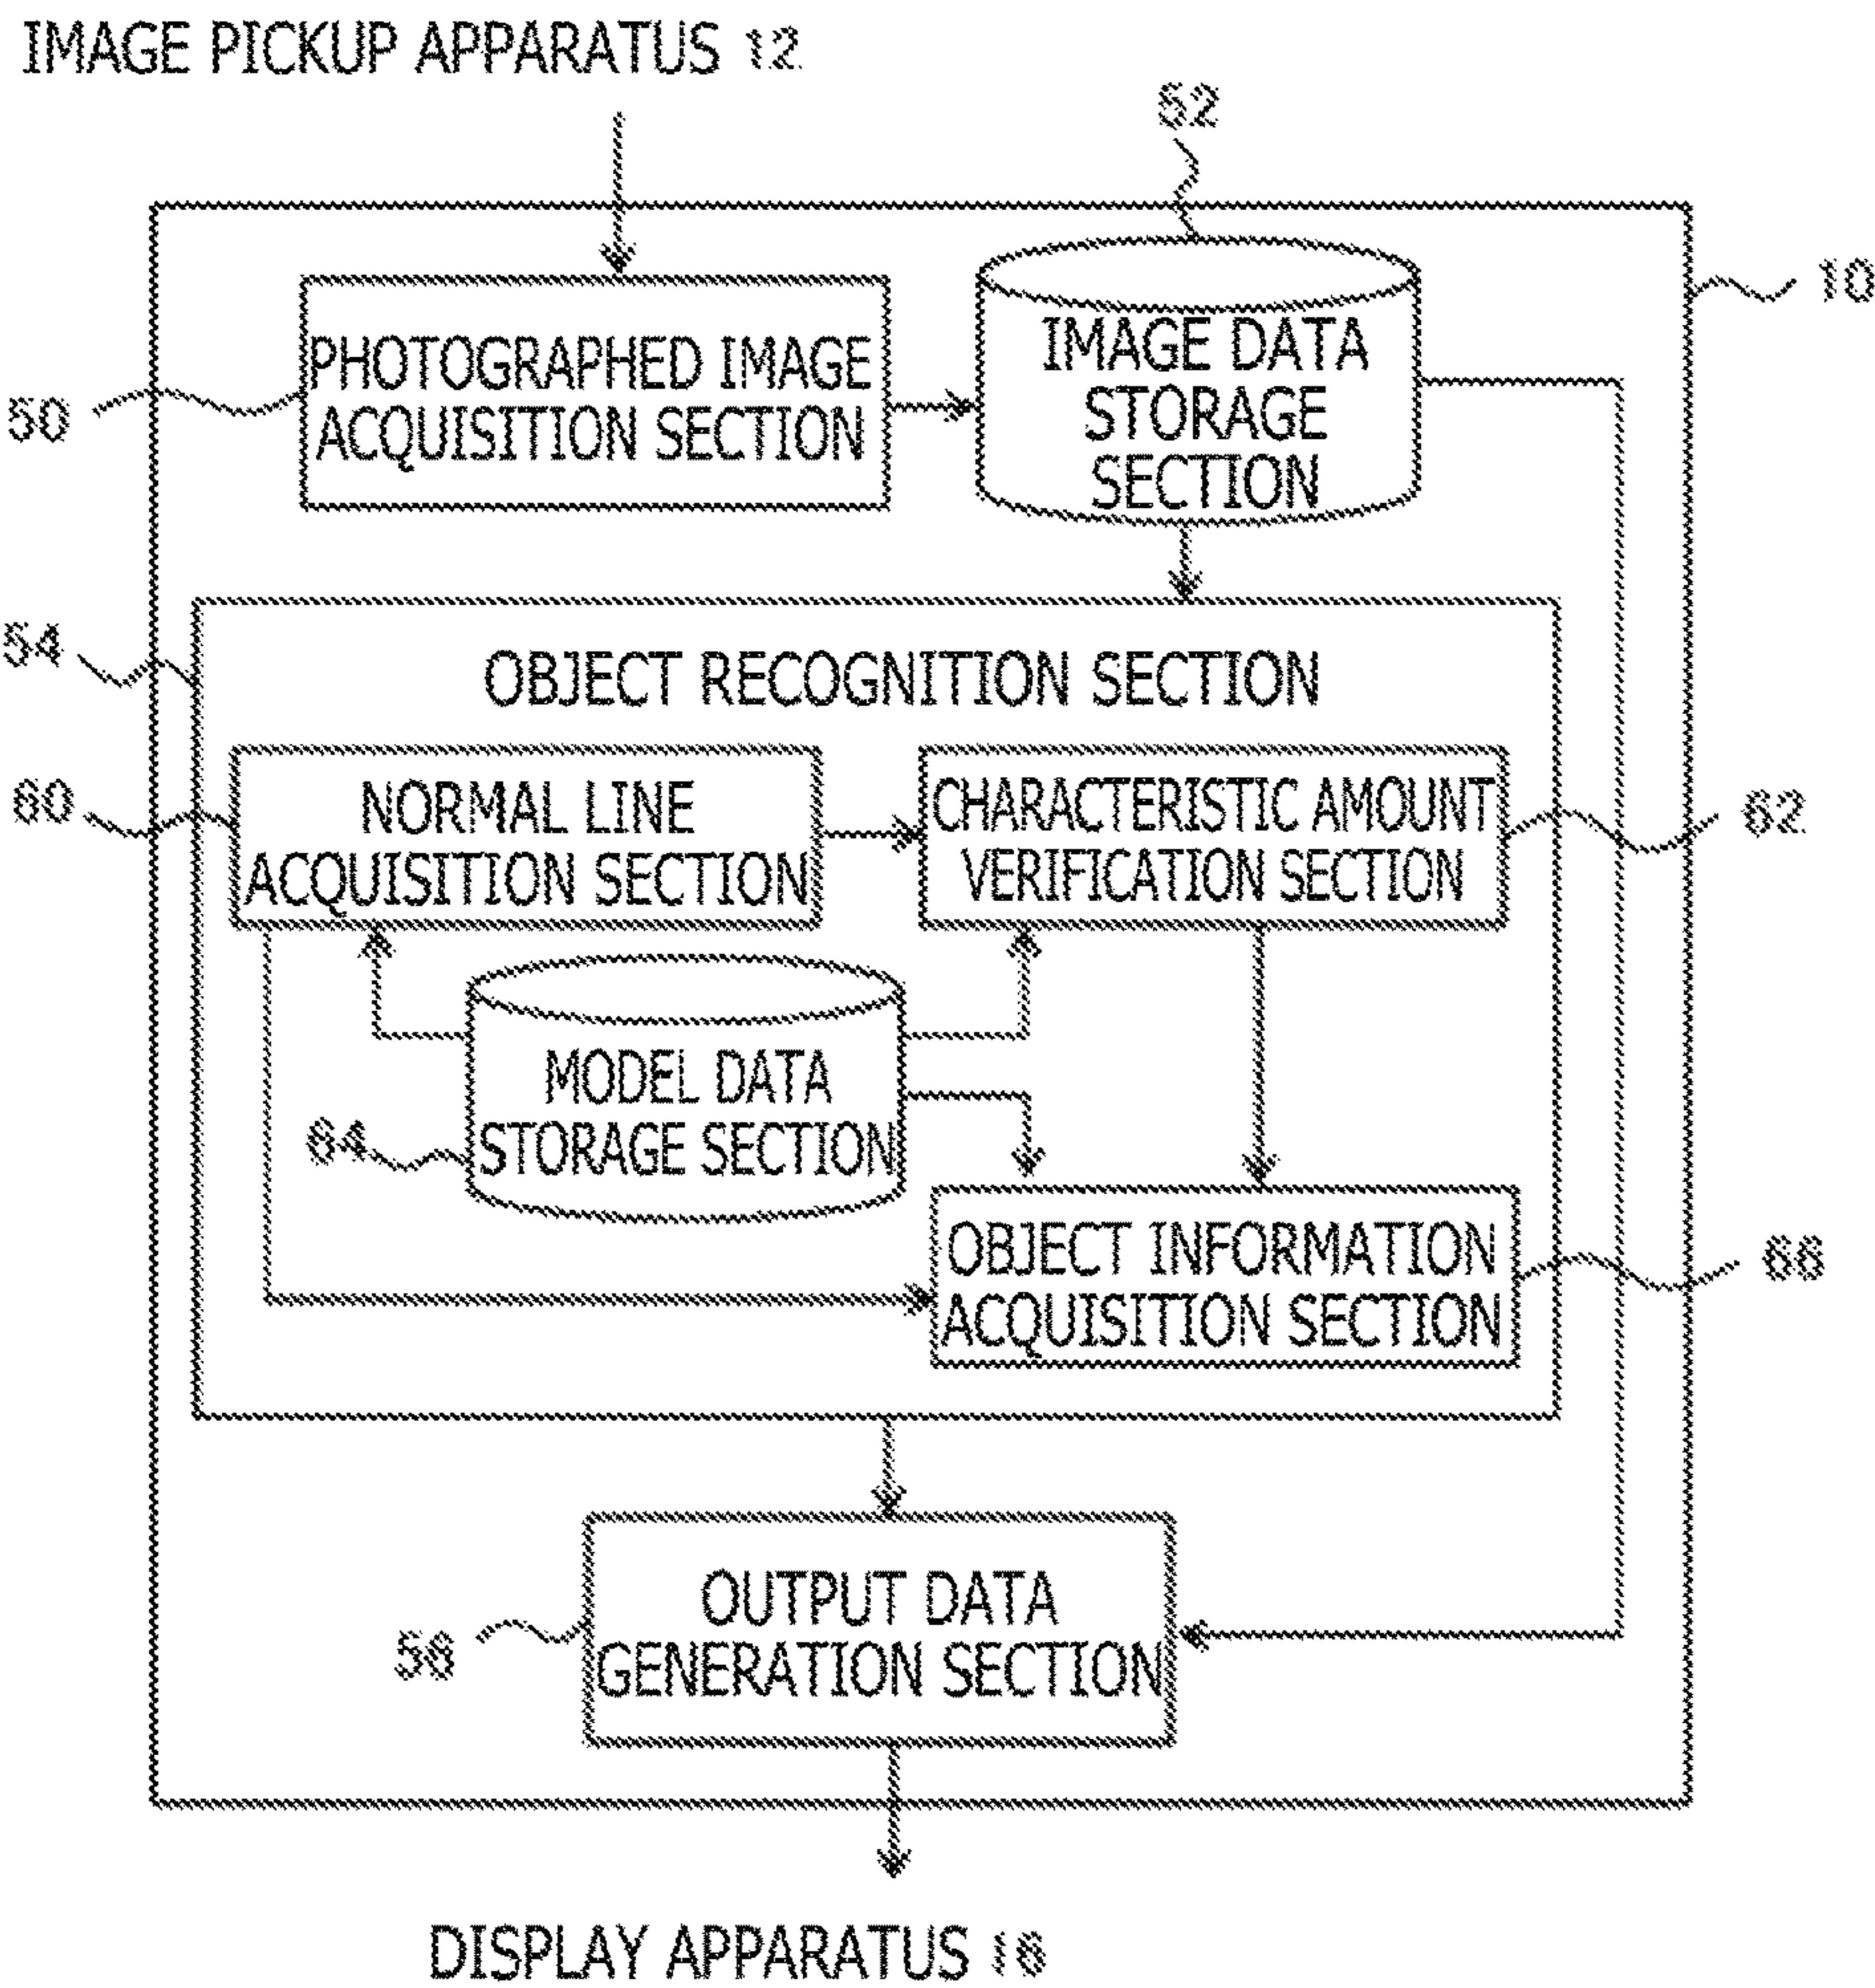 IMAGE PICKUP APPARATUS 12
52
10
PHOTOGRAPHED IMAGE
ACQUISITION SECTION
50
IMAGE DATA
STORAGE
SECTION
54
OBJECT RECOGNITION SECTION
60
NORMAL LINE
ACQUISITION SECTION
CHARACTERISTIC AMOUNT
VERIFICATION SECTION
62
MODEL DATA
STORAGE SECTION
64
OBJECT INFORMATION
ACQUISITION SECTION
66
OUTPUT DATA
GENERATION SECTION
56
DISPLAY APPARATUS 16